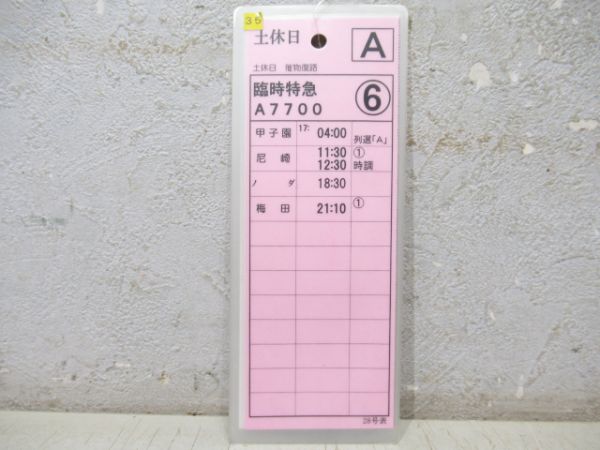 35
土休日 A
土休日 催物復路
臨時特急 ⑥
A7700
甲子園 17: 04:00 列選「A」
尼崎 11:30 ①
12:30 時調
ノダ 18:30
梅田 21:10 ①
28号表